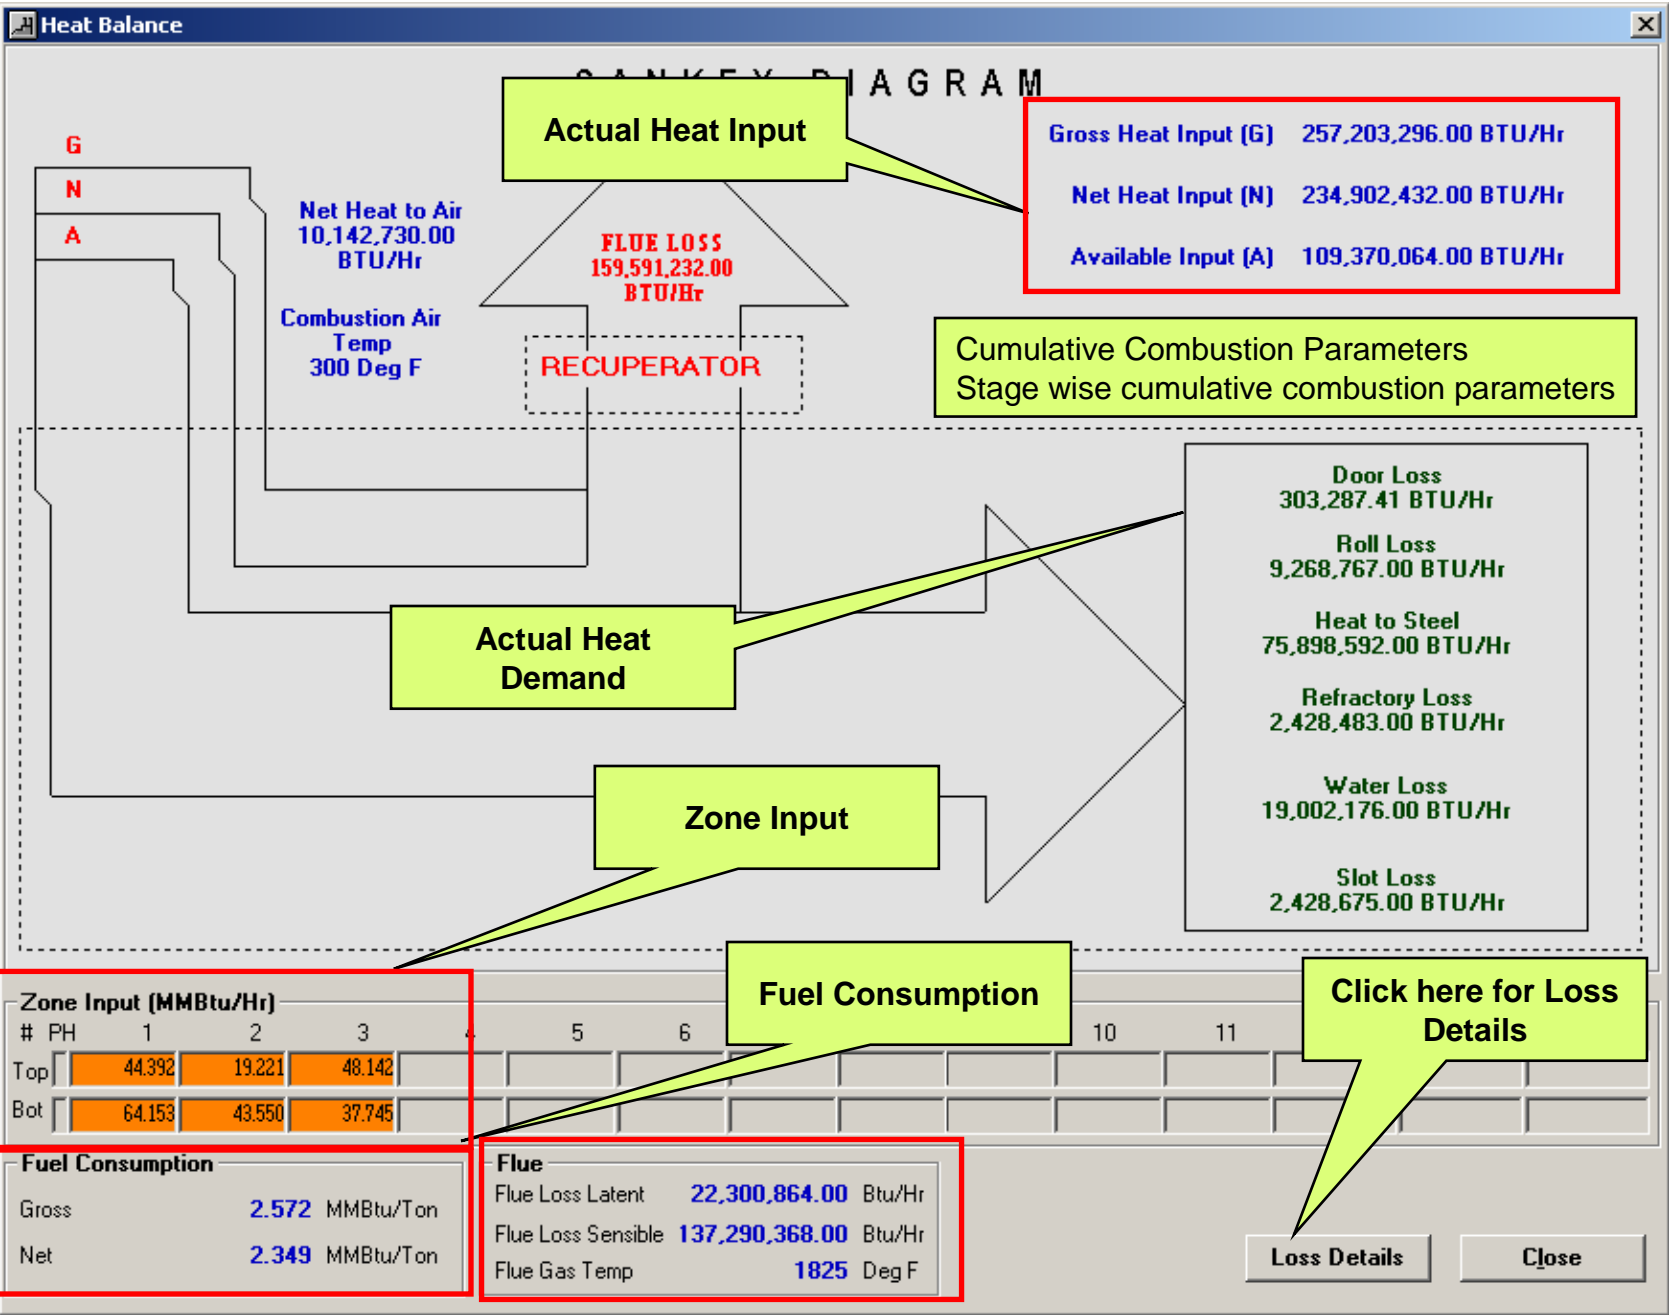 Heat Balance
SANKEY DIAGRAM
Actual Heat Input
Gross Heat Input (G) 257,203,296.00 BTU/Hr
Net Heat Input (N) 234,902,432.00 BTU/Hr
Available Input (A) 109,370,064.00 BTU/Hr
G
N
A
Net Heat to Air
10,142,730.00
BTU/Hr
Combustion Air
Temp
300 Deg F
FLUE LOSS
159,591,232.00
BTU/Hr
RECUPERATOR
Cumulative Combustion Parameters
Stage wise cumulative combustion parameters
Door Loss
303,287.41 BTU/Hr
Roll Loss
9,268,767.00 BTU/Hr
Heat to Steel
75,898,592.00 BTU/Hr
Refractory Loss
2,428,483.00 BTU/Hr
Water Loss
19,002,176.00 BTU/Hr
Slot Loss
2,428,675.00 BTU/Hr
Actual Heat
Demand
Zone Input
Fuel Consumption
Click here for Loss
Details
Zone Input (MMBtu/Hr)
# PH 1 2 3 4 5 6 10 11
Top 44.392 19.221 48.142
Bot 64.153 43.550 37.745
Fuel Consumption
Gross 2.572 MMBtu/Ton
Net 2.349 MMBtu/Ton
Flue
Flue Loss Latent 22,300,864.00 Btu/Hr
Flue Loss Sensible 137,290,368.00 Btu/Hr
Flue Gas Temp 1825 Deg F
Loss Details
Close